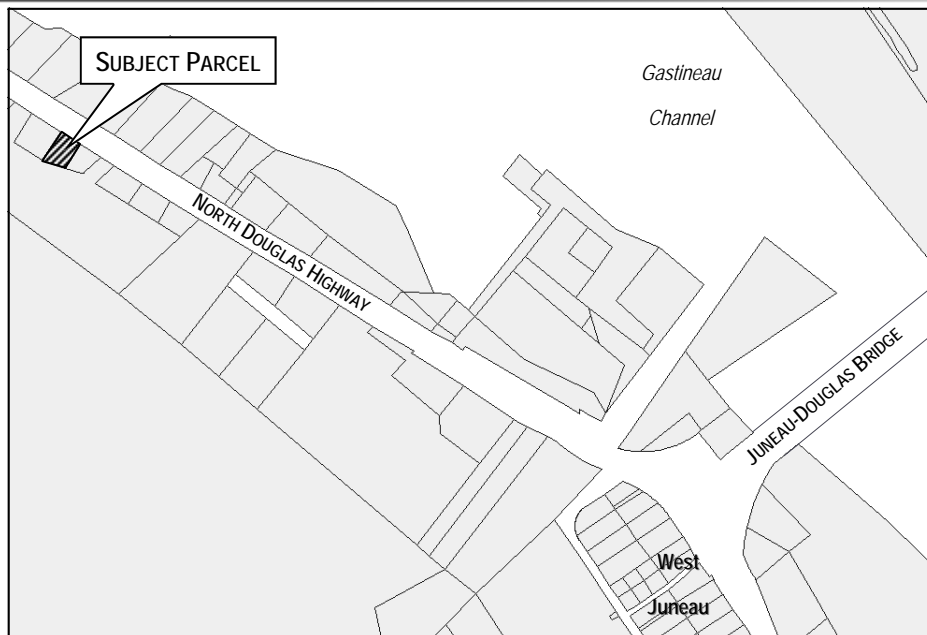 SUBJECT PARCEL
Gastineau
Channel
NORTH DOUGLAS HIGHWAY
JUNEAU-DOUGLAS BRIDGE
West
Juneau